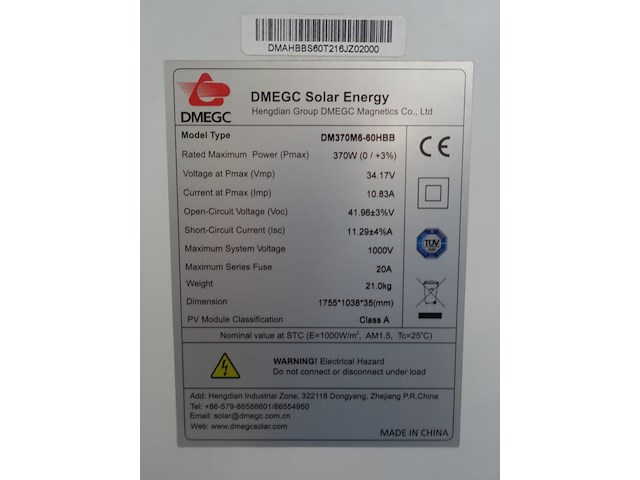 DMAHBBS60T216JZ02000
DMEGC
DMEGC Solar Energy
Hengdian Group DMEGC Magnetics Co., Ltd
Model Type DM370M6-60HBB
Rated Maximum Power (Pmax) 370W (0 / +3%)
Voltage at Pmax (Vmp) 34.17V
Current at Pmax (Imp) 10.83A
Open-Circuit Voltage (Voc) 41.96±3%V
Short-Circuit Current (Isc) 11.29±4%A
Maximum System Voltage 1000V
Maximum Series Fuse 20A
Weight 21.0kg
Dimension 1755*1038*35(mm)
PV Module Classification Class A
CE
TÜV
Nominal value at STC (E=1000W/m², AM1.5, Tc=25°C)
WARNING! Electrical Hazard
Do not connect or disconnect under load
Add: Hengdian Industrial Zone, 322118 Dongyang, Zhejiang P.R.China
Tel: +86-579-86588601/86554950
Email: solar@dmegc.com.cn
Web: www.dmegcsolar.com
MADE IN CHINA